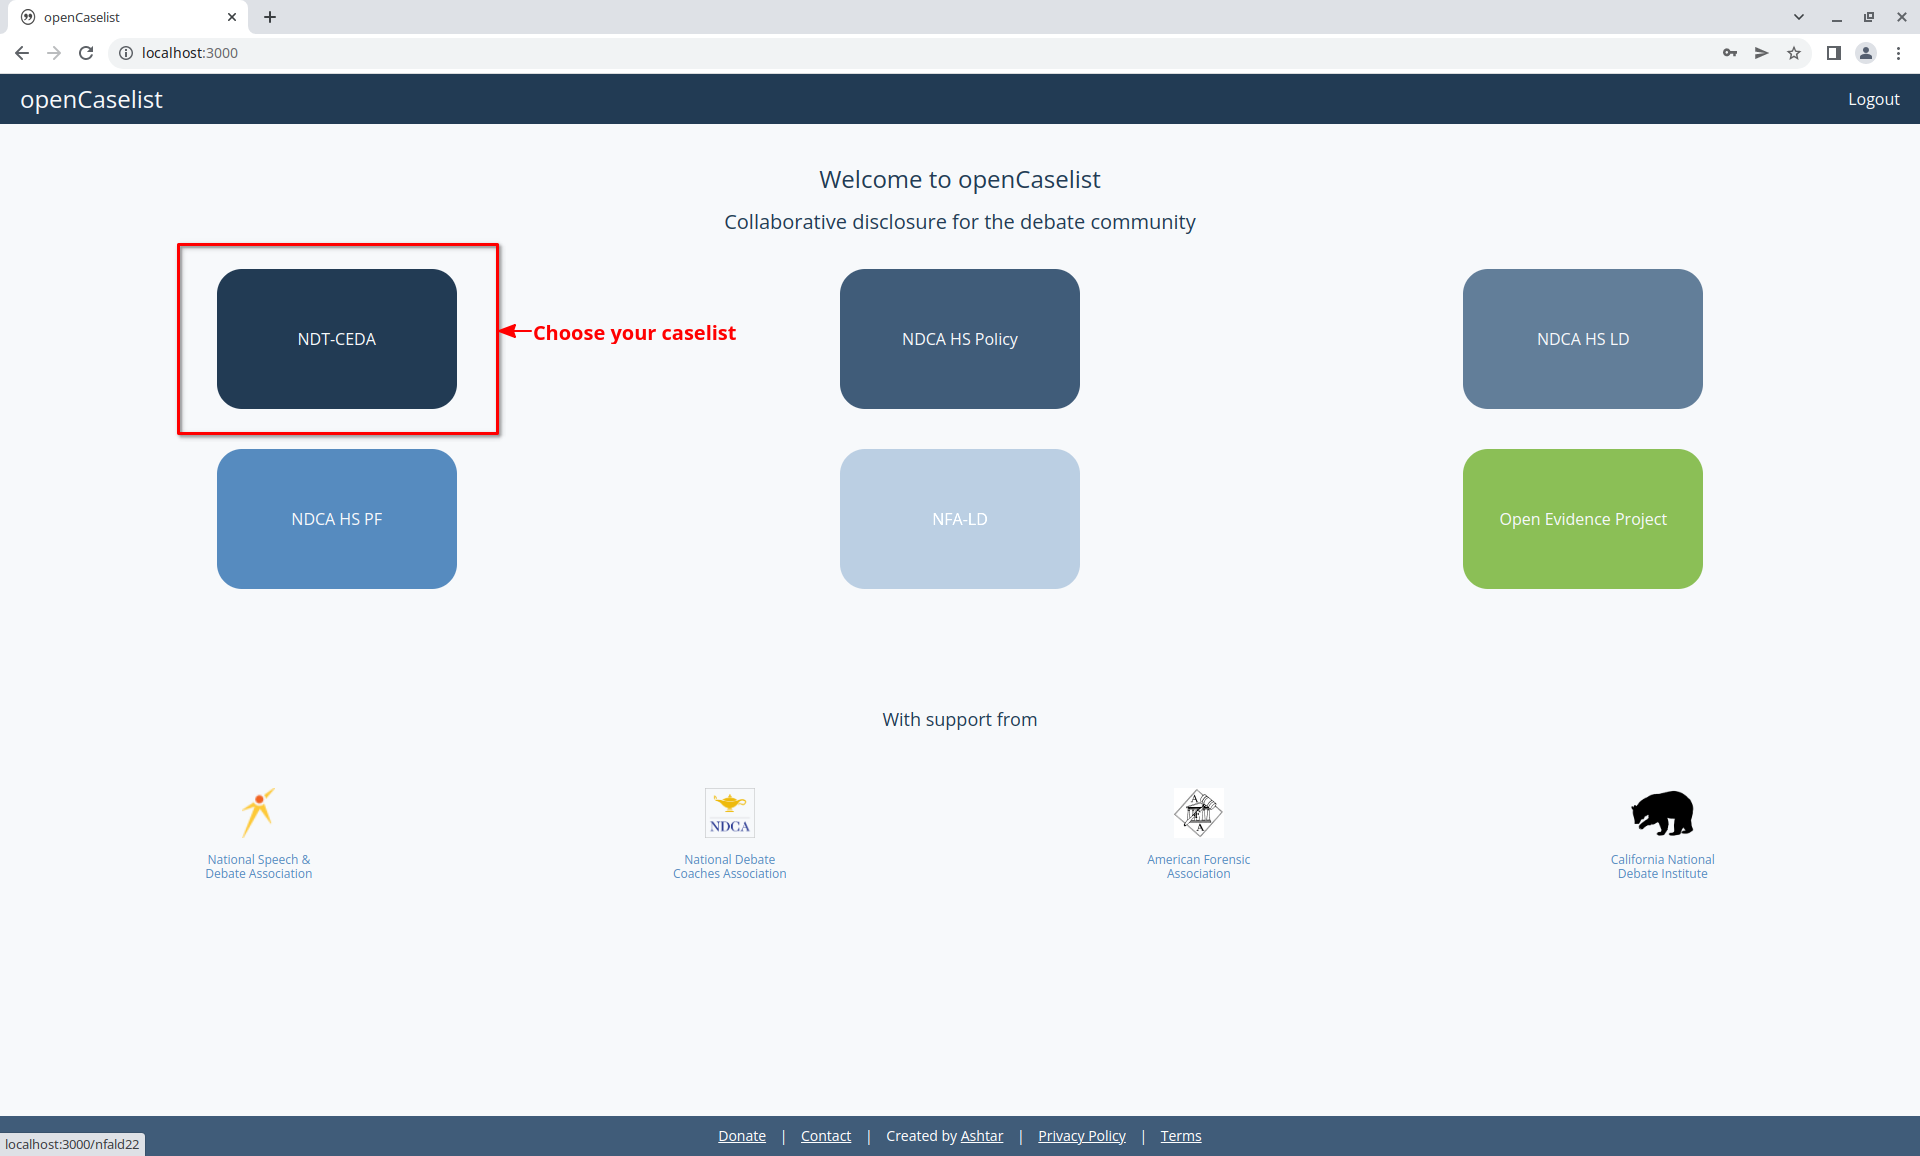 openCaselist
localhost:3000
openCaselist
Logout
Welcome to openCaselist
Collaborative disclosure for the debate community
NDT-CEDA
Choose your caselist
NDCA HS Policy
NDCA HS LD
NDCA HS PF
NFA-LD
Open Evidence Project
With support from
NDCA
A
F
A
National Speech &
Debate Association
National Debate
Coaches Association
American Forensic
Association
California National
Debate Institute
Donate | Contact | Created by Ashtar | Privacy Policy | Terms
localhost:3000/nfald22